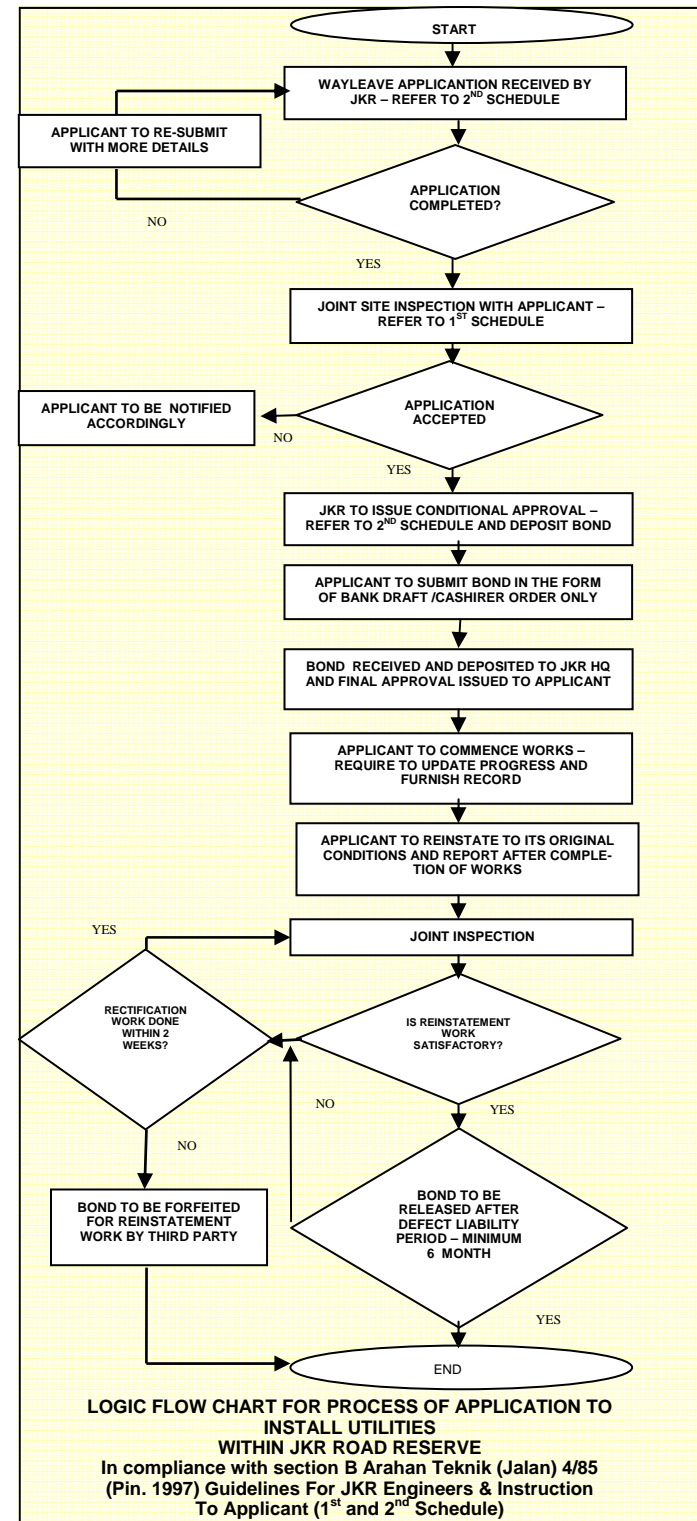 START
WAYLEAVE APPLICANTION RECEIVED BY
JKR – REFER TO 2ND SCHEDULE
APPLICANT TO RE-SUBMIT
WITH MORE DETAILS
APPLICATION
COMPLETED?
NO
YES
JOINT SITE INSPECTION WITH APPLICANT –
REFER TO 1ST SCHEDULE
APPLICATION
ACCEPTED
APPLICANT TO BE NOTIFIED
ACCORDINGLY
NO
YES
JKR TO ISSUE CONDITIONAL APPROVAL –
REFER TO 2ND SCHEDULE AND DEPOSIT BOND
APPLICANT TO SUBMIT BOND IN THE FORM
OF BANK DRAFT /CASHIRER ORDER ONLY
BOND RECEIVED AND DEPOSITED TO JKR HQ
AND FINAL APPROVAL ISSUED TO APPLICANT
APPLICANT TO COMMENCE WORKS –
REQUIRE TO UPDATE PROGRESS AND
FURNISH RECORD
APPLICANT TO REINSTATE TO ITS ORIGINAL
CONDITIONS AND REPORT AFTER COMPLE-
TION OF WORKS
YES
JOINT INSPECTION
RECTIFICATION
WORK DONE
WITHIN 2
WEEKS?
IS REINSTATEMENT
WORK
SATISFACTORY?
NO
YES
NO
BOND TO BE FORFEITED
FOR REINSTATEMENT
WORK BY THIRD PARTY
BOND TO BE
RELEASED AFTER
DEFECT LIABILITY
PERIOD – MINIMUM
6 MONTH
YES
END
LOGIC FLOW CHART FOR PROCESS OF APPLICATION TO
INSTALL UTILITIES
WITHIN JKR ROAD RESERVE
In compliance with section B Arahan Teknik (Jalan) 4/85
(Pin. 1997) Guidelines For JKR Engineers & Instruction
To Applicant (1st and 2nd Schedule)